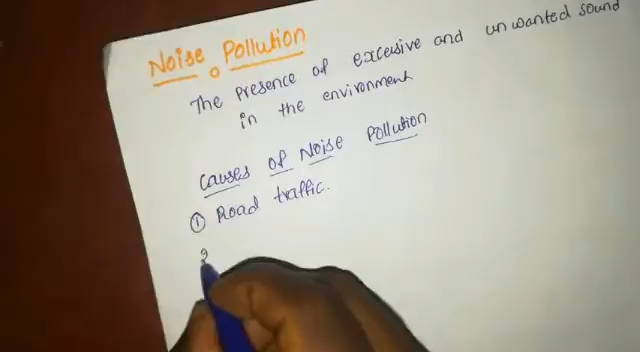 Noise Pollution
The presence of excessive and unwanted sound
in the environment
Causes of Noise Pollution
① Road traffic.
2